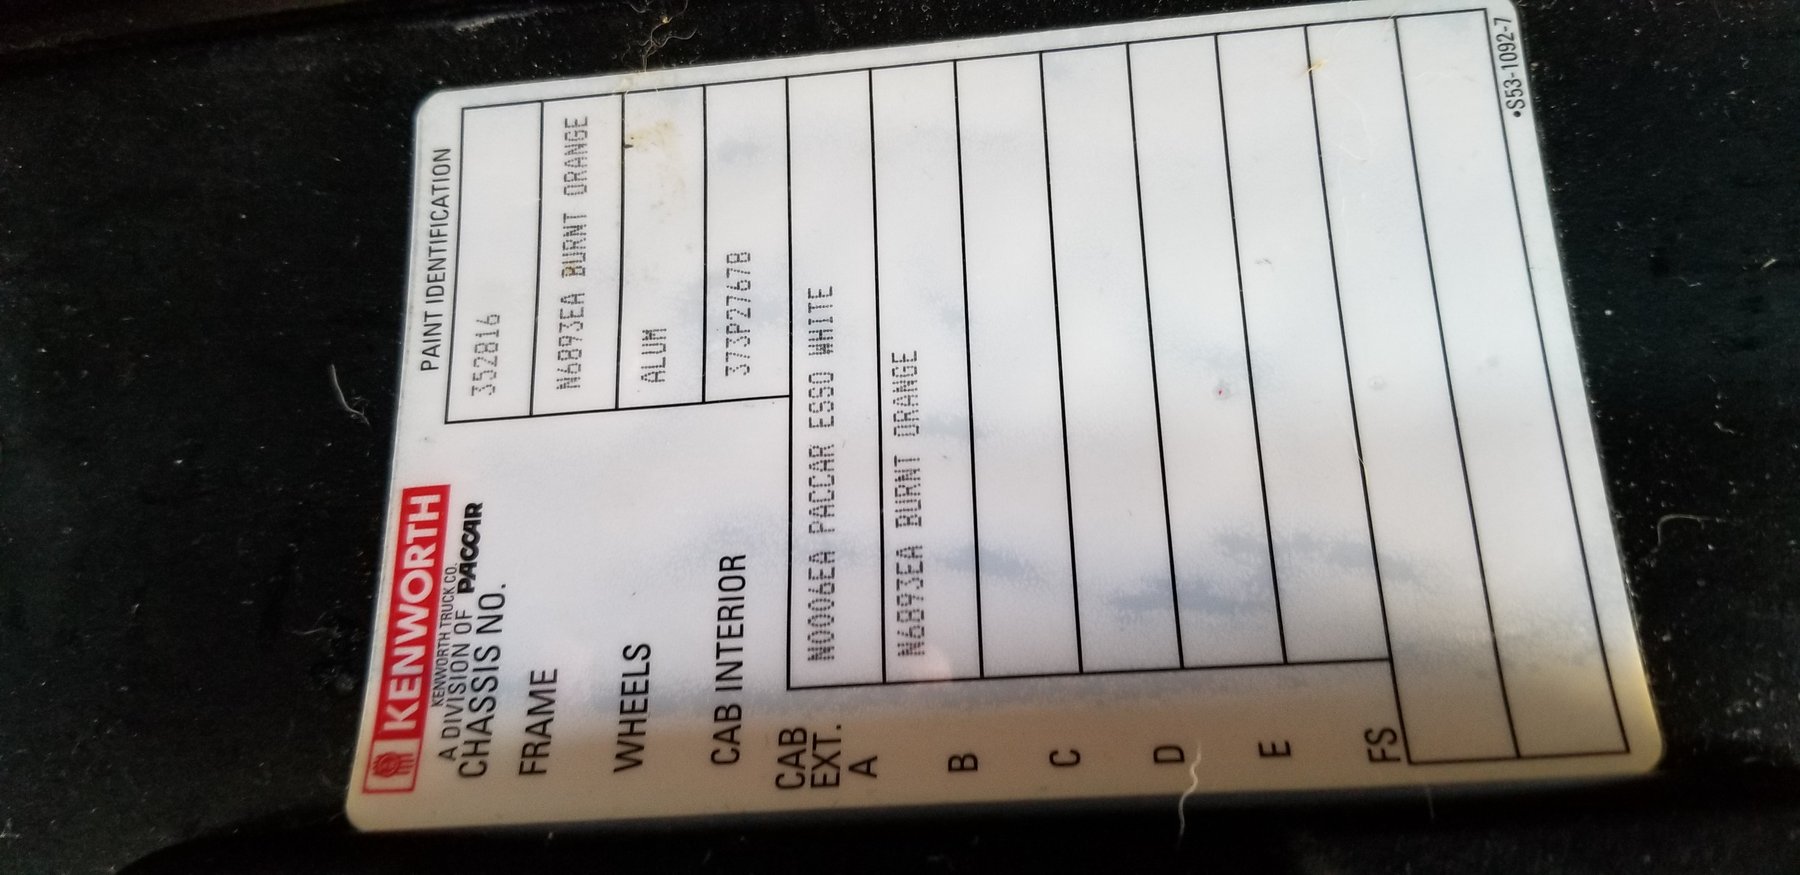 KENWORTH
KENWORTH TRUCK CO.
A DIVISION OF PACCAR
PAINT IDENTIFICATION
CHASSIS NO. 352816
FRAME N6893EA BURNT ORANGE
WHEELS ALUM
CAB INTERIOR 373P2767B
CAB
EXT.
A N0006EA PACCAR ESSO WHITE
B N6893EA BURNT ORANGE
C
D
E
FS
•S53-1092-7